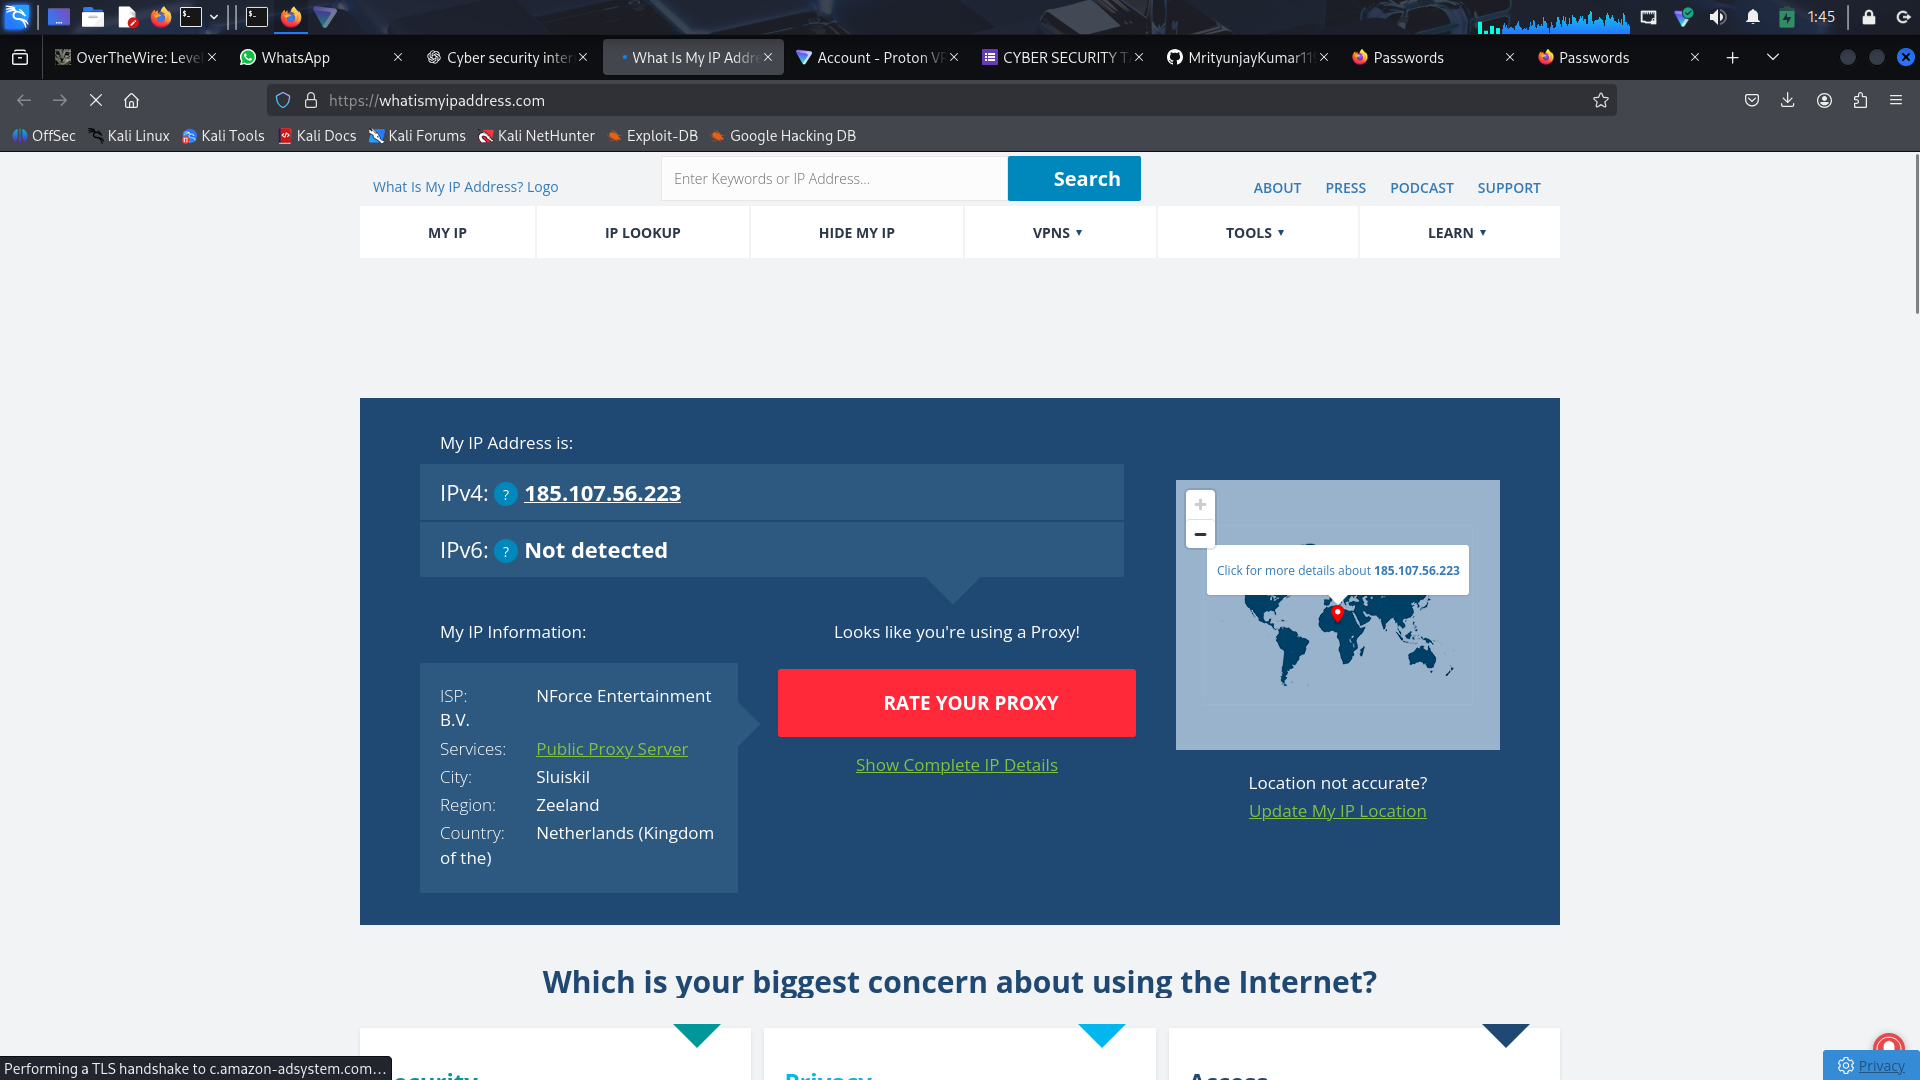 1:45
OverTheWire: Leve
WhatsApp
Cyber security inter
What Is My IP Addre
Account - Proton VP
CYBER SECURITY TA
MrityunjayKumar119
Passwords
Passwords
https://whatismyipaddress.com
OffSec
Kali Linux
Kali Tools
Kali Docs
Kali Forums
Kali NetHunter
Exploit-DB
Google Hacking DB
What Is My IP Address? Logo
Enter Keywords or IP Address...
Search
ABOUT
PRESS
PODCAST
SUPPORT
MY IP
IP LOOKUP
HIDE MY IP
VPNS ▾
TOOLS ▾
LEARN ▾
My IP Address is:
IPv4: ? 185.107.56.223
IPv6: ? Not detected
Click for more details about 185.107.56.223
My IP Information:
Looks like you're using a Proxy!
ISP: NForce Entertainment
B.V.
Services: Public Proxy Server
City: Sluiskil
Region: Zeeland
Country: Netherlands (Kingdom
of the)
RATE YOUR PROXY
Show Complete IP Details
Location not accurate?
Update My IP Location
Which is your biggest concern about using the Internet?
Privacy
Access
Performing a TLS handshake to c.amazon-adsystem.com…
Privacy